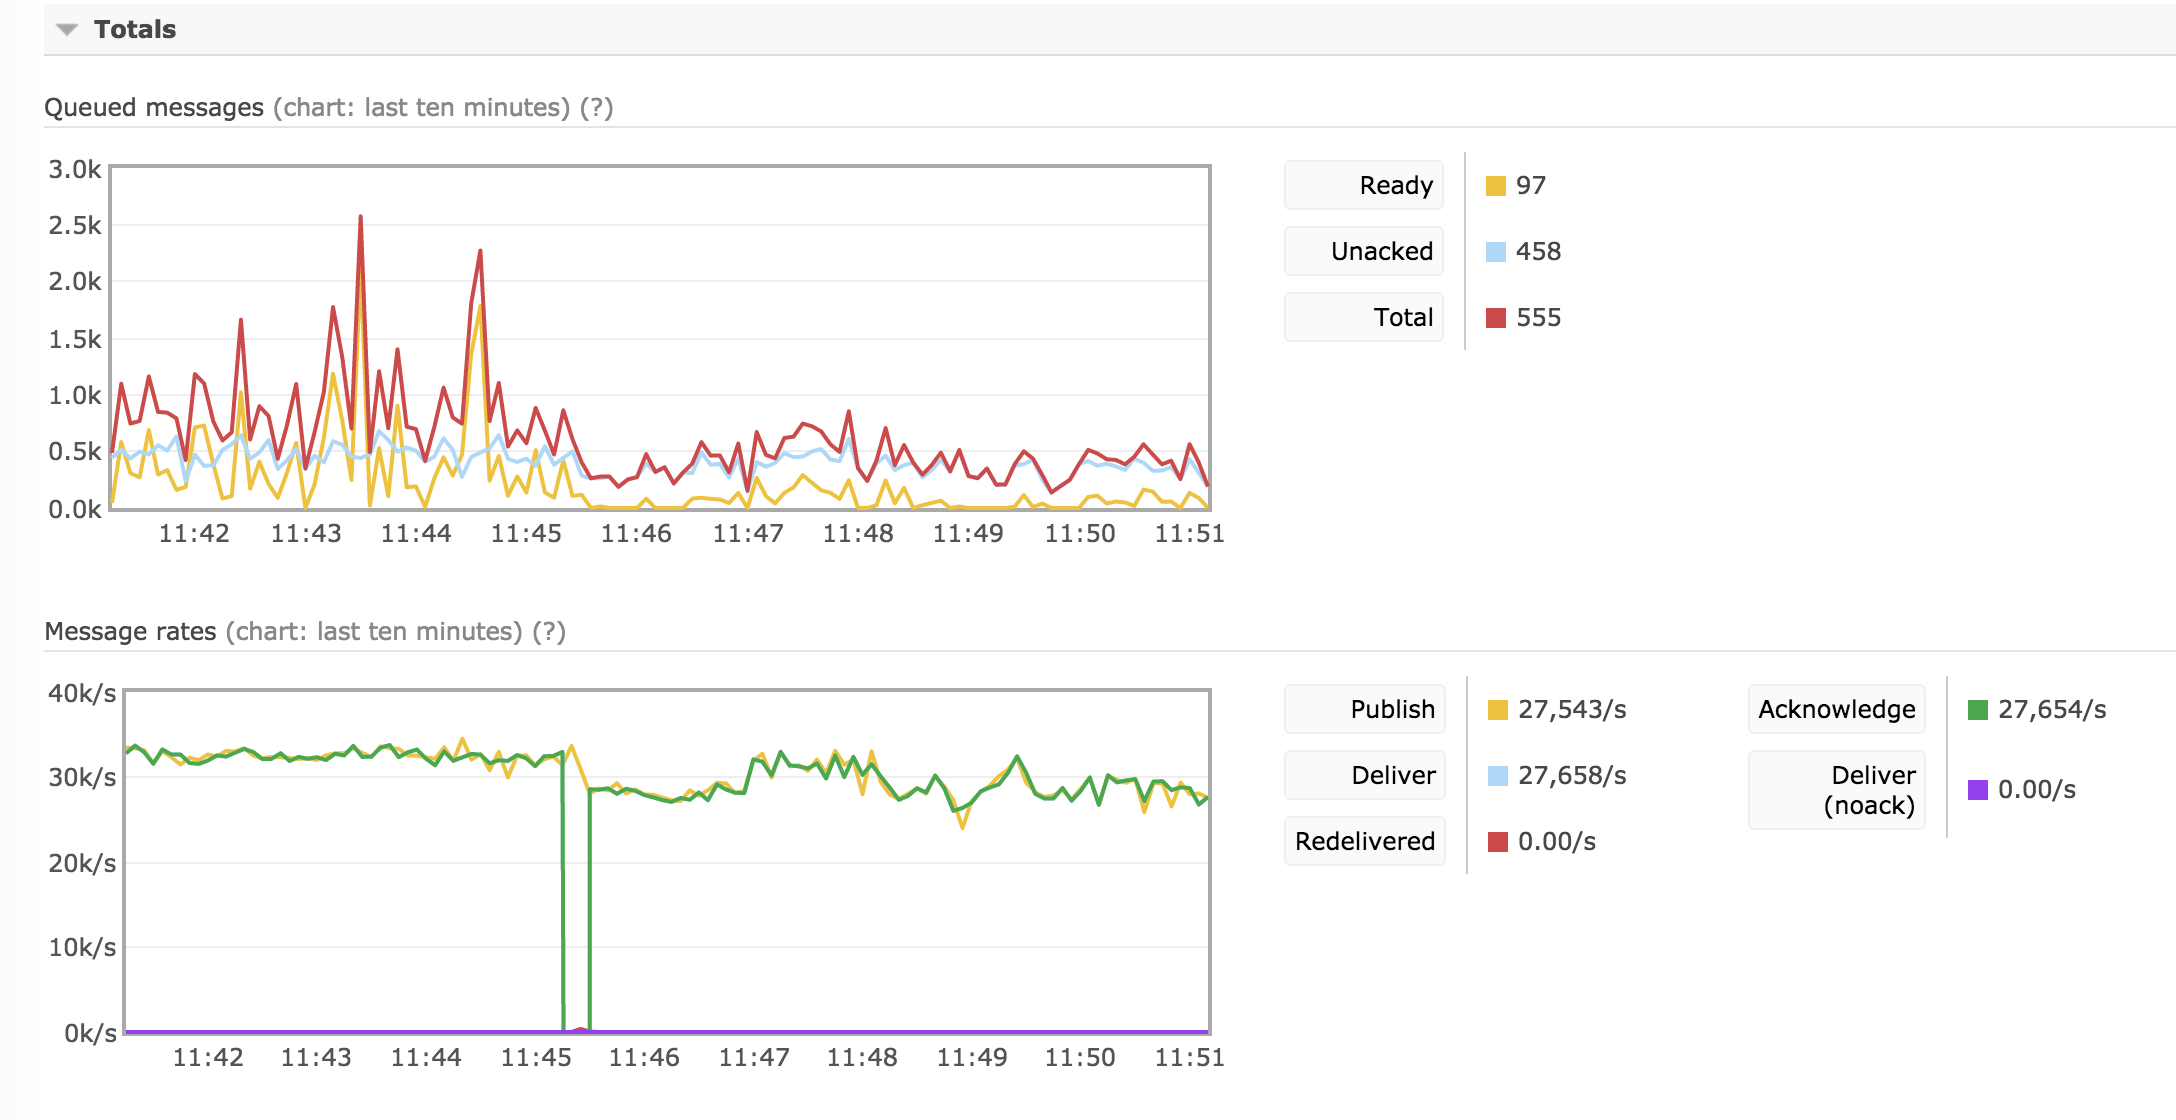 Totals
Queued messages (chart: last ten minutes) (?)
3.0k
2.5k
2.0k
1.5k
1.0k
0.5k
0.0k
11:42 11:43 11:44 11:45 11:46 11:47 11:48 11:49 11:50 11:51
Ready 97
Unacked 458
Total 555
Message rates (chart: last ten minutes) (?)
40k/s
30k/s
20k/s
10k/s
0k/s
11:42 11:43 11:44 11:45 11:46 11:47 11:48 11:49 11:50 11:51
Publish 27,543/s
Deliver 27,658/s
Redelivered 0.00/s
Acknowledge 27,654/s
Deliver
(noack) 0.00/s